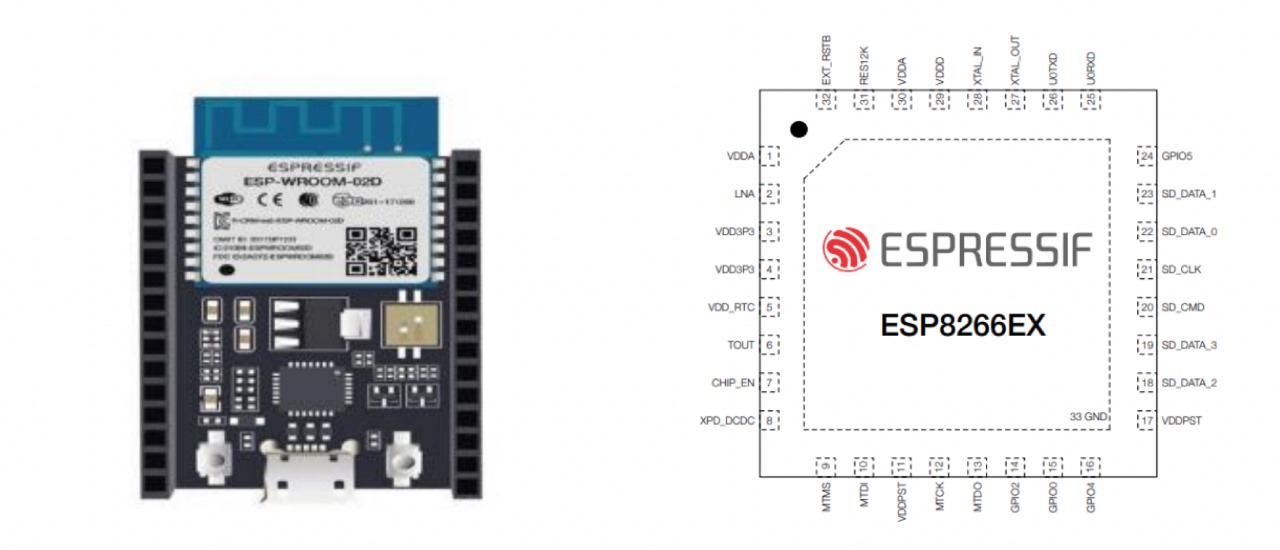 ESPRESSIF
ESP-WROOM-02D
CE
EXT_RSTB
RES12K
VDDA
VDDD
XTAL_IN
XTAL_OUT
U0TXD
U0RXD
32
31
30
29
28
27
26
25
VDDA 1
LNA 2
VDD3P3 3
VDD3P3 4
VDD_RTC 5
TOUT 6
CHIP_EN 7
XPD_DCDC 8
ESPRESSIF
ESP8266EX
33 GND
24 GPIO5
23 SD_DATA_1
22 SD_DATA_0
21 SD_CLK
20 SD_CMD
19 SD_DATA_3
18 SD_DATA_2
17 VDDPST
9
10
11
12
13
14
15
16
MTMS
MTDI
VDDPST
MTCK
MTDO
GPIO2
GPIO0
GPIO4